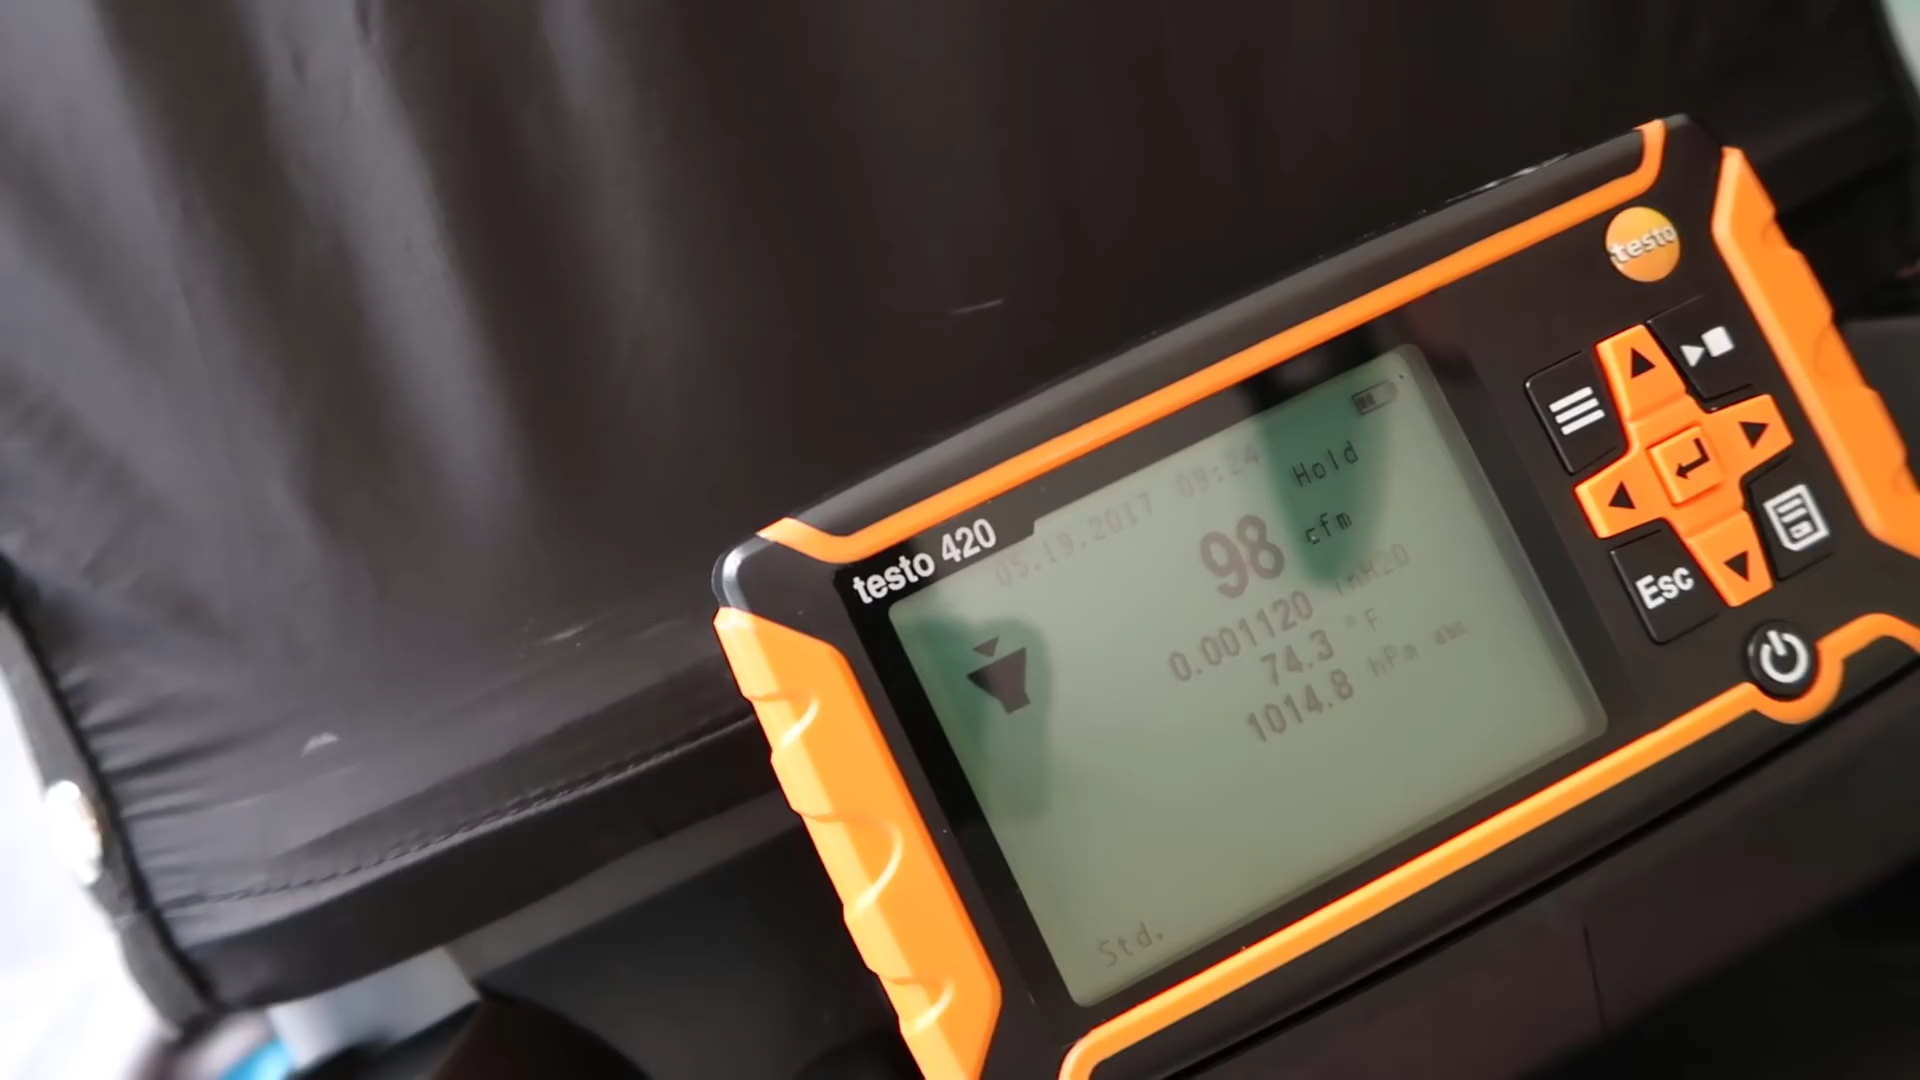 testo
testo 420
05.19.2017 09:24
Hold
98 cfm
0.001120 inH2O
74.3 °F
1014.8 hPa
Std.
Esc